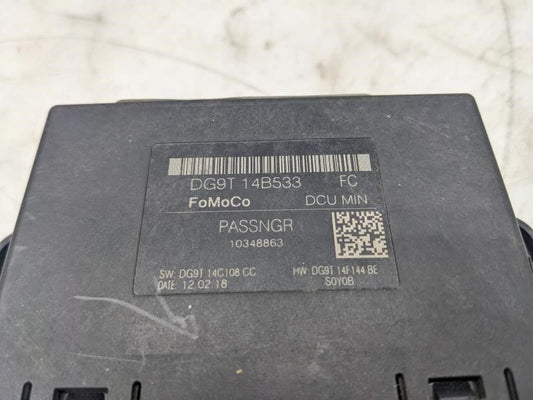 DG9T 14B533 FC
FoMoCo DCU MIN
PASSNGR
10348863
SW: DG9T 14C108 CC HW: DG9T 14F144 BE
DATE: 12.02.18 S0Y0B